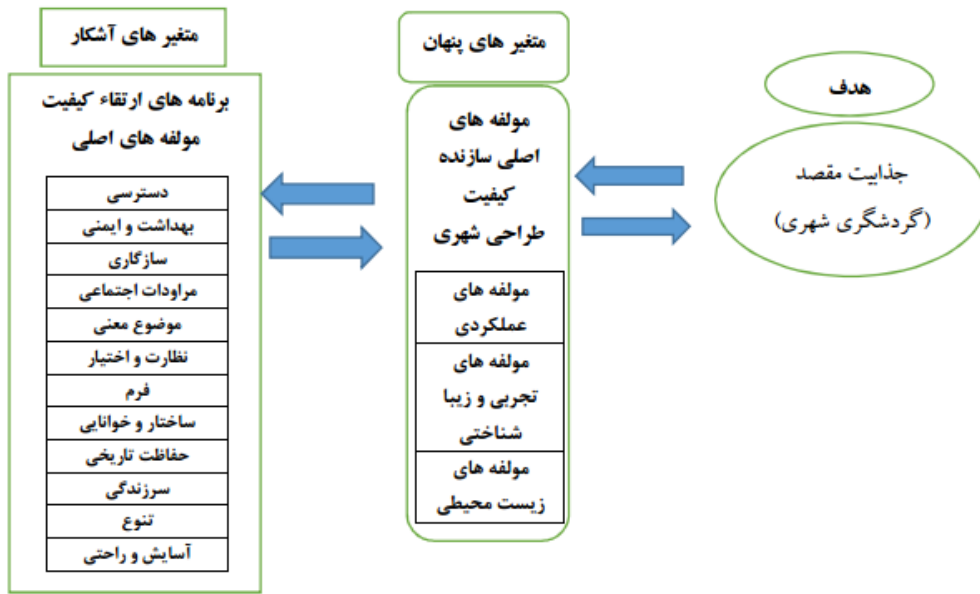 هدف
جذابیت مقصد
(گردشگری شهری)
متغیر های پنهان
مولفه های
اصلی سازنده
کیفیت
طراحی شهری
مولفه های
عملکردی
مولفه های
تجربی و زیبا
شناختی
مولفه های
زیست محیطی
متغیر های آشکار
برنامه های ارتقاء کیفیت
مولفه های اصلی
دسترسی
بهداشت و ایمنی
سازگاری
مراودات اجتماعی
موضوع معنی
نظارت و اختیار
فرم
ساختار و خوانایی
حفاظت تاریخی
سرزندگی
تنوع
آسایش و راحتی